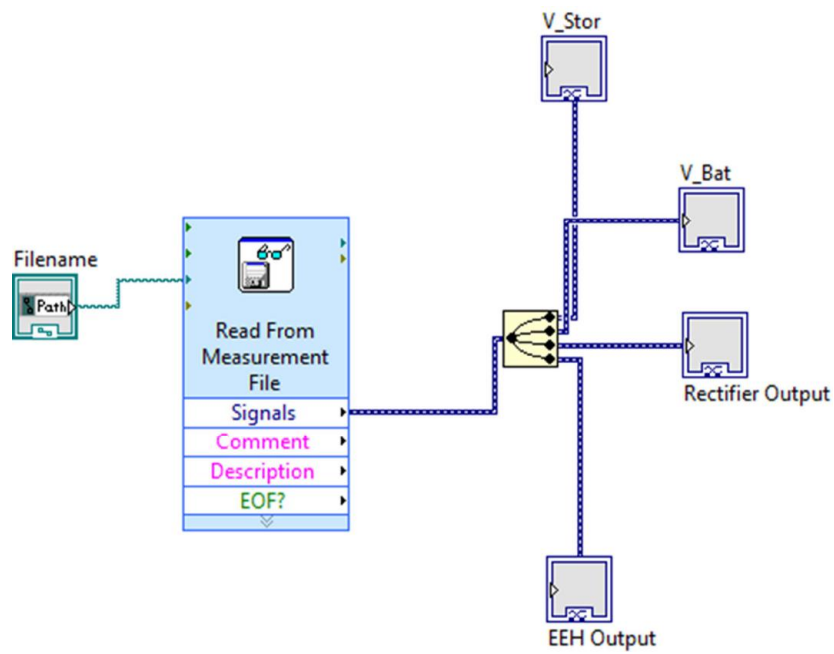 V_Stor
V_Bat
Filename
Path
Read From
Measurement
File
Signals
Comment
Description
EOF?
Rectifier Output
EEH Output